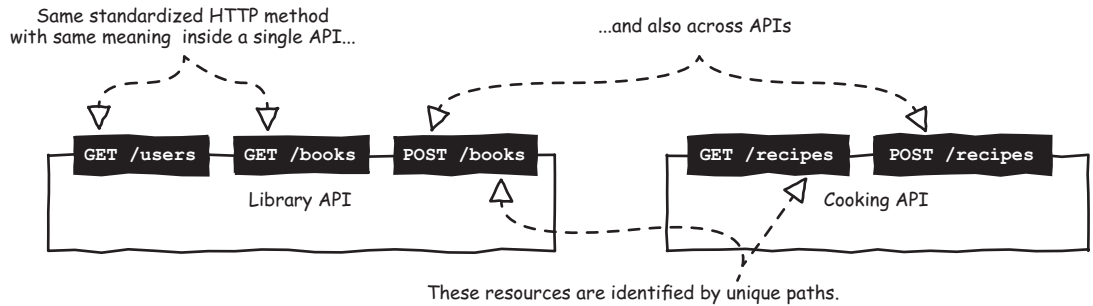 Same standardized HTTP method
with same meaning inside a single API...
...and also across APIs
GET /users
GET /books
POST /books
GET /recipes
POST /recipes
Library API
Cooking API
These resources are identified by unique paths.